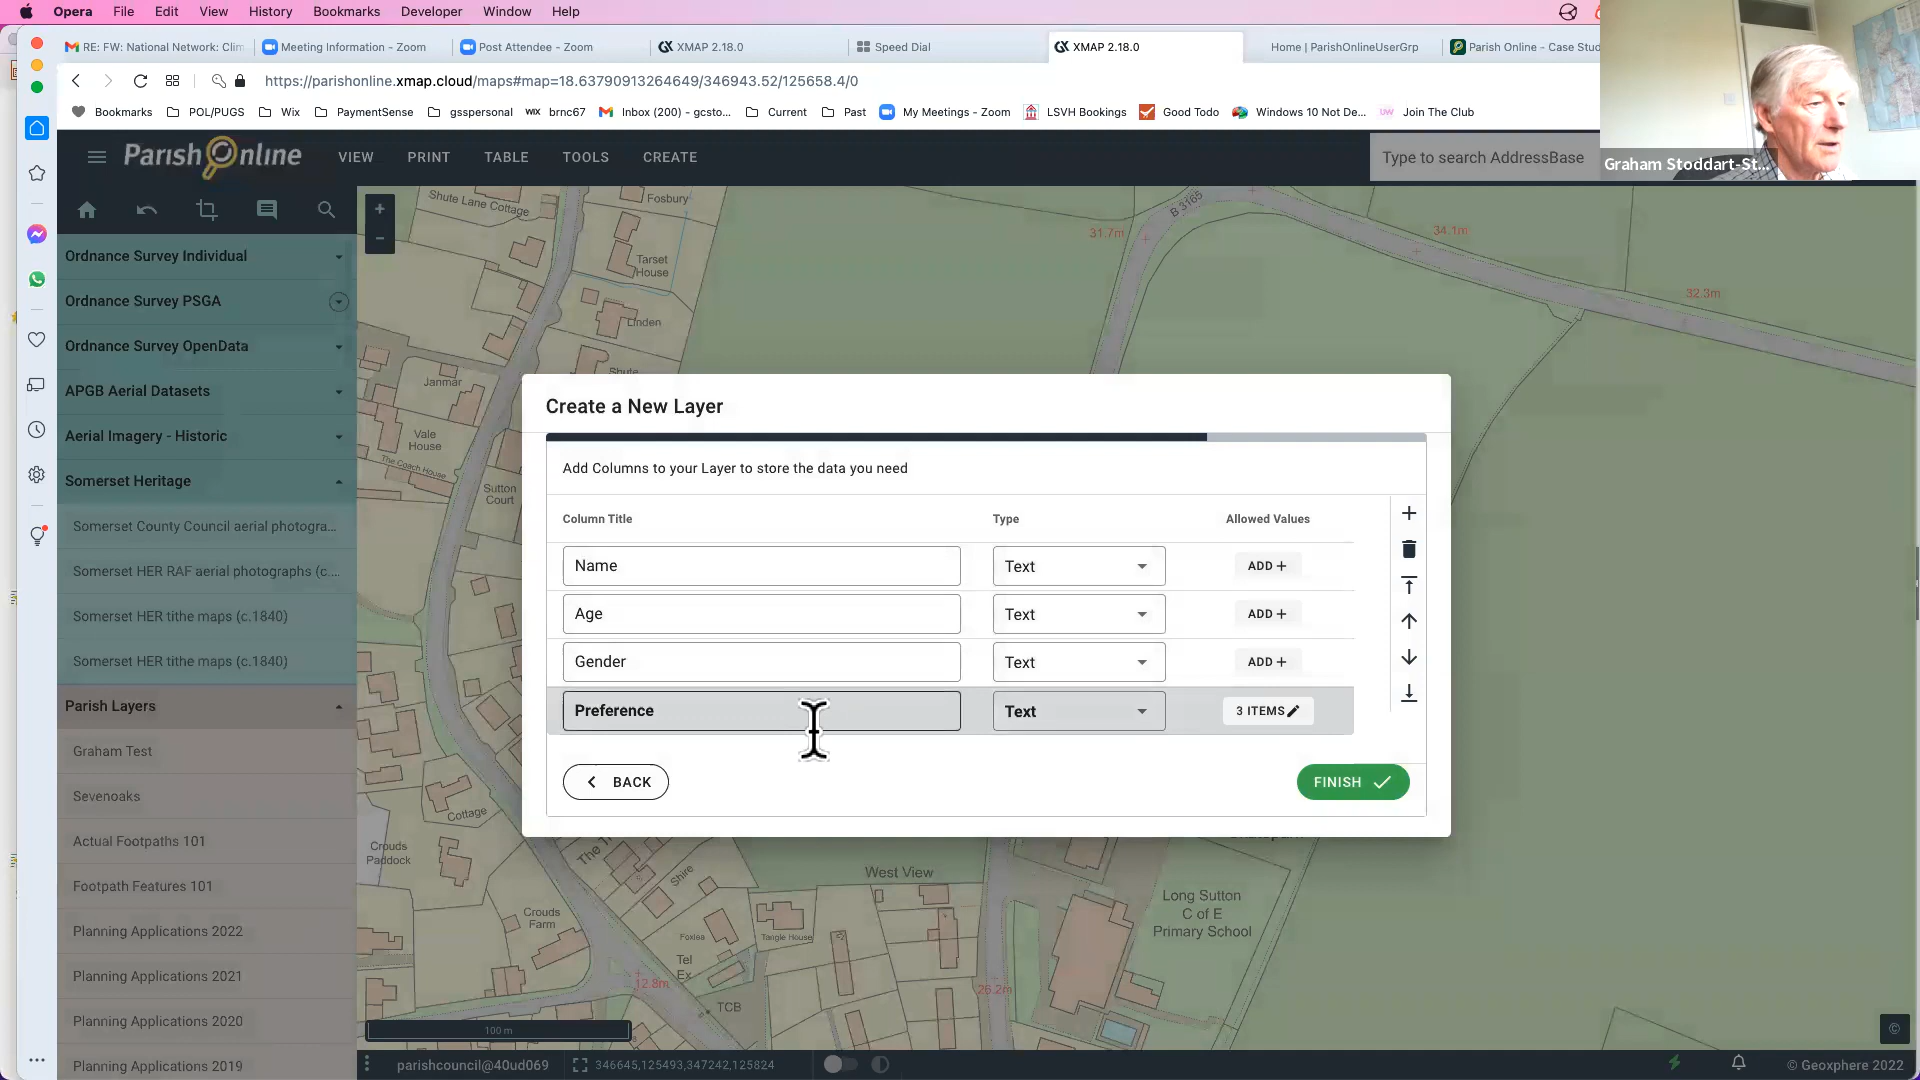 Opera File Edit View History Bookmarks Developer Window Help
RE: FW: National Network: Clim
Meeting Information - Zoom
Post Attendee - Zoom
XMAP 2.18.0
Speed Dial
XMAP 2.18.0
Home | ParishOnlineUserGrp
Parish Online - Case Stud
https://parishonline.xmap.cloud/maps#map=18.63790913264649/346943.52/125658.4/0
Bookmarks POL/PUGS Wix PaymentSense gsspersonal WIX brnc67 Inbox (200) - gcsto... Current Past My Meetings - Zoom LSVH Bookings Good Todo Windows 10 Not De... UW Join The Club
Graham Stoddart-St...
Parish Online VIEW PRINT TABLE TOOLS CREATE
Type to search AddressBase
Ordnance Survey Individual
Ordnance Survey PSGA
Ordnance Survey OpenData
APGB Aerial Datasets
Aerial Imagery - Historic
Somerset Heritage
Somerset County Council aerial photogra...
Somerset HER RAF aerial photographs (c....
Somerset HER tithe maps (c.1840)
Somerset HER tithe maps (c.1840)
Parish Layers
Graham Test
Sevenoaks
Actual Footpaths 101
Footpath Features 101
Planning Applications 2022
Planning Applications 2021
Planning Applications 2020
Planning Applications 2019
+
-
Shute Lane Cottage
Fosbury
B 3165
31.7m
34.1m
32.3m
Tarset
House
Linden
Shute
Janmar
Vale
House
The Coach House
Sutton
Court
Create a New Layer
Add Columns to your Layer to store the data you need
Column Title Type Allowed Values
Name Text ADD +
Age Text ADD +
Gender Text ADD +
Preference Text 3 ITEMS
BACK
FINISH
Cottage
Crouds
Paddock
The
Shire
West View
Crouds
Farm
Foxlea
Tangle House
Tel
Ex
12.8m
TCB
26.2m
Long Sutton
C of E
Primary School
100 m
©
parishcouncil@40ud069
346645,125493,347242,125824
© Geoxphere 2022